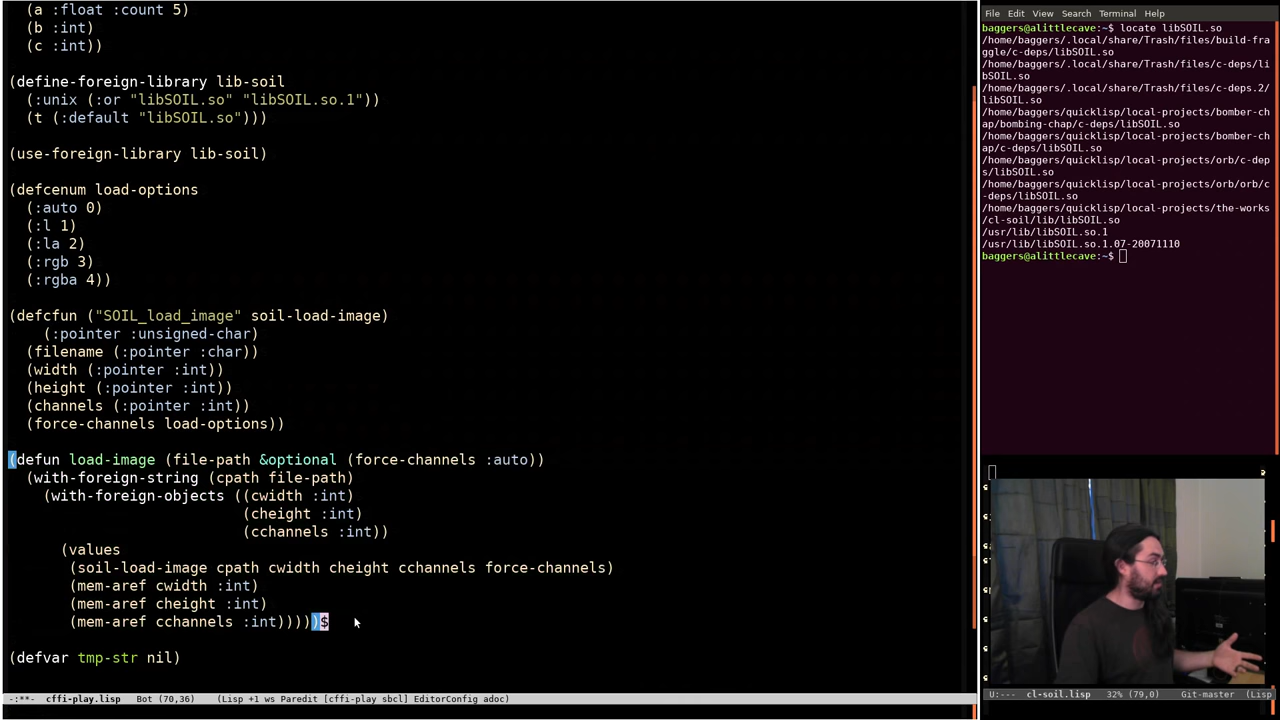 (a :float :count 5)
(b :int)
(c :int))
(define-foreign-library lib-soil
(:unix (:or "libSOIL.so" "libSOIL.so.1"))
(t (:default "libSOIL.so")))
(use-foreign-library lib-soil)
(defcenum load-options
(:auto 0)
(:l 1)
(:la 2)
(:rgb 3)
(:rgba 4))
(defcfun ("SOIL_load_image" soil-load-image)
(:pointer :unsigned-char)
(filename (:pointer :char))
(width (:pointer :int))
(height (:pointer :int))
(channels (:pointer :int))
(force-channels load-options))
(defun load-image (file-path &optional (force-channels :auto))
(with-foreign-string (cpath file-path)
(with-foreign-objects ((cwidth :int)
(cheight :int)
(cchannels :int))
(values
(soil-load-image cpath cwidth cheight cchannels force-channels)
(mem-aref cwidth :int)
(mem-aref cheight :int)
(mem-aref cchannels :int)))))$
(defvar tmp-str nil)
-:**-  cffi-play.lisp   Bot (70,36)    (Lisp +1 ws Paredit [cffi-play sbcl] EditorConfig adoc)
File Edit View Search Terminal Help
baggers@alittlecave:~$ locate libSOIL.so
/home/baggers/.local/share/Trash/files/build-fra
ggle/c-deps/libSOIL.so
/home/baggers/.local/share/Trash/files/c-deps/li
bSOIL.so
/home/baggers/.local/share/Trash/files/c-deps.2/
libSOIL.so
/home/baggers/quicklisp/local-projects/bomber-ch
ap/bombing-chap/c-deps/libSOIL.so
/home/baggers/quicklisp/local-projects/bomber-ch
ap/c-deps/libSOIL.so
/home/baggers/quicklisp/local-projects/orb/c-dep
s/libSOIL.so
/home/baggers/quicklisp/local-projects/orb/orb/c
-deps/libSOIL.so
/home/baggers/quicklisp/local-projects/the-works
/cl-soil/lib/libSOIL.so
/usr/lib/libSOIL.so.1
/usr/lib/libSOIL.so.1.07-20071110
baggers@alittlecave:~$
U:---  cl-soil.lisp   32% (79,0)    Git-master  (Lisp